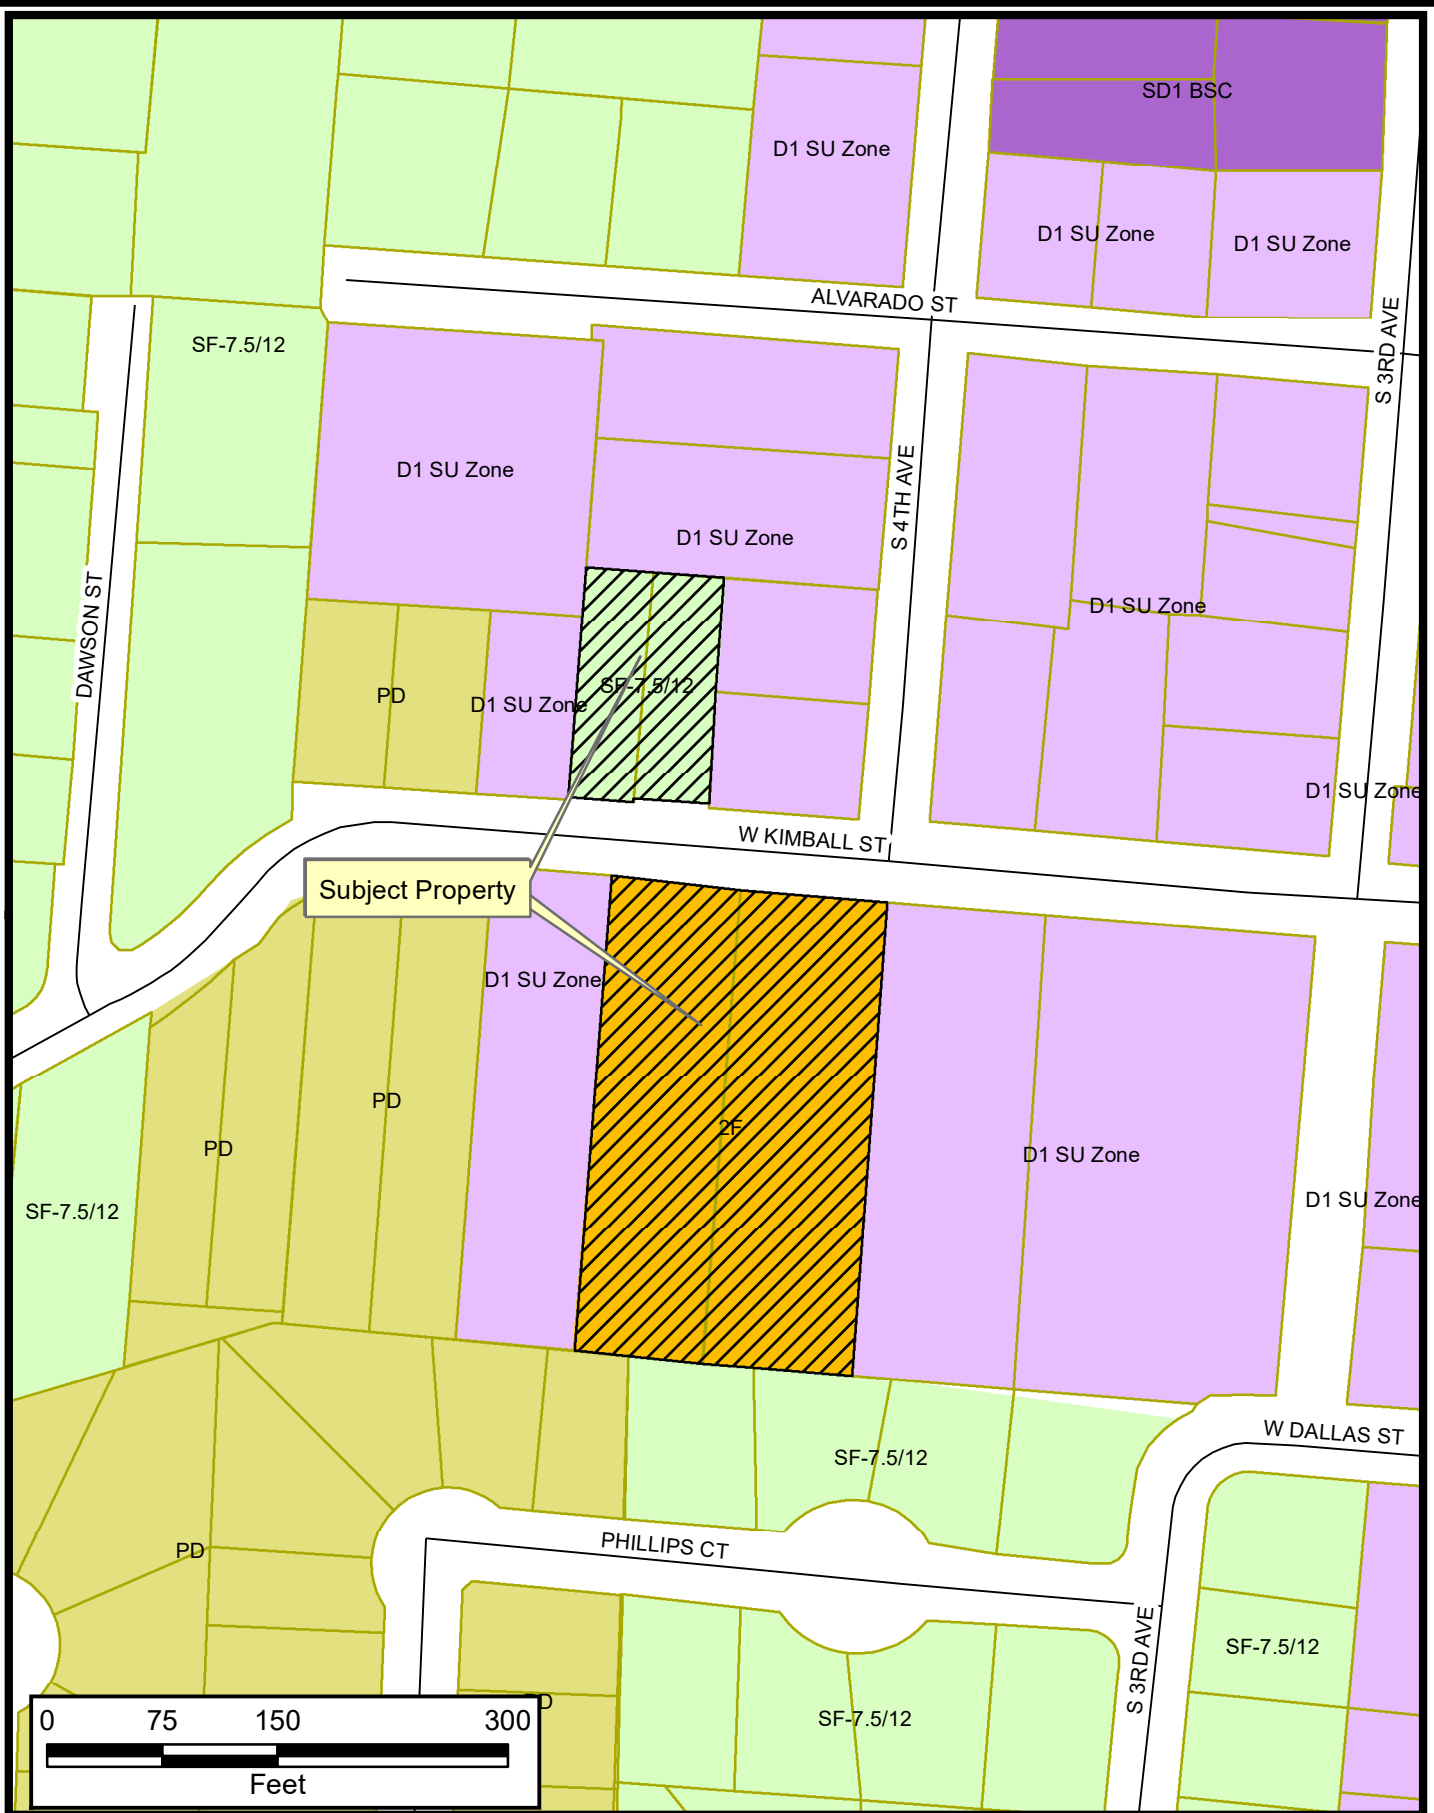 SD1 BSC
D1 SU Zone
D1 SU Zone
D1 SU Zone
ALVARADO ST
SF-7.5/12
S 3RD AVE
D1 SU Zone
S 4TH AVE
D1 SU Zone
D1 SU Zone
DAWSON ST
SF-7.5/12
PD
D1 SU Zone
D1 SU Zone
W KIMBALL ST
Subject Property
D1 SU Zone
PD
2F
PD
D1 SU Zone
D1 SU Zone
SF-7.5/12
W DALLAS ST
SF-7.5/12
PHILLIPS CT
PD
S 3RD AVE
SF-7.5/12
PD
SF-7.5/12
0 75 150 300
Feet